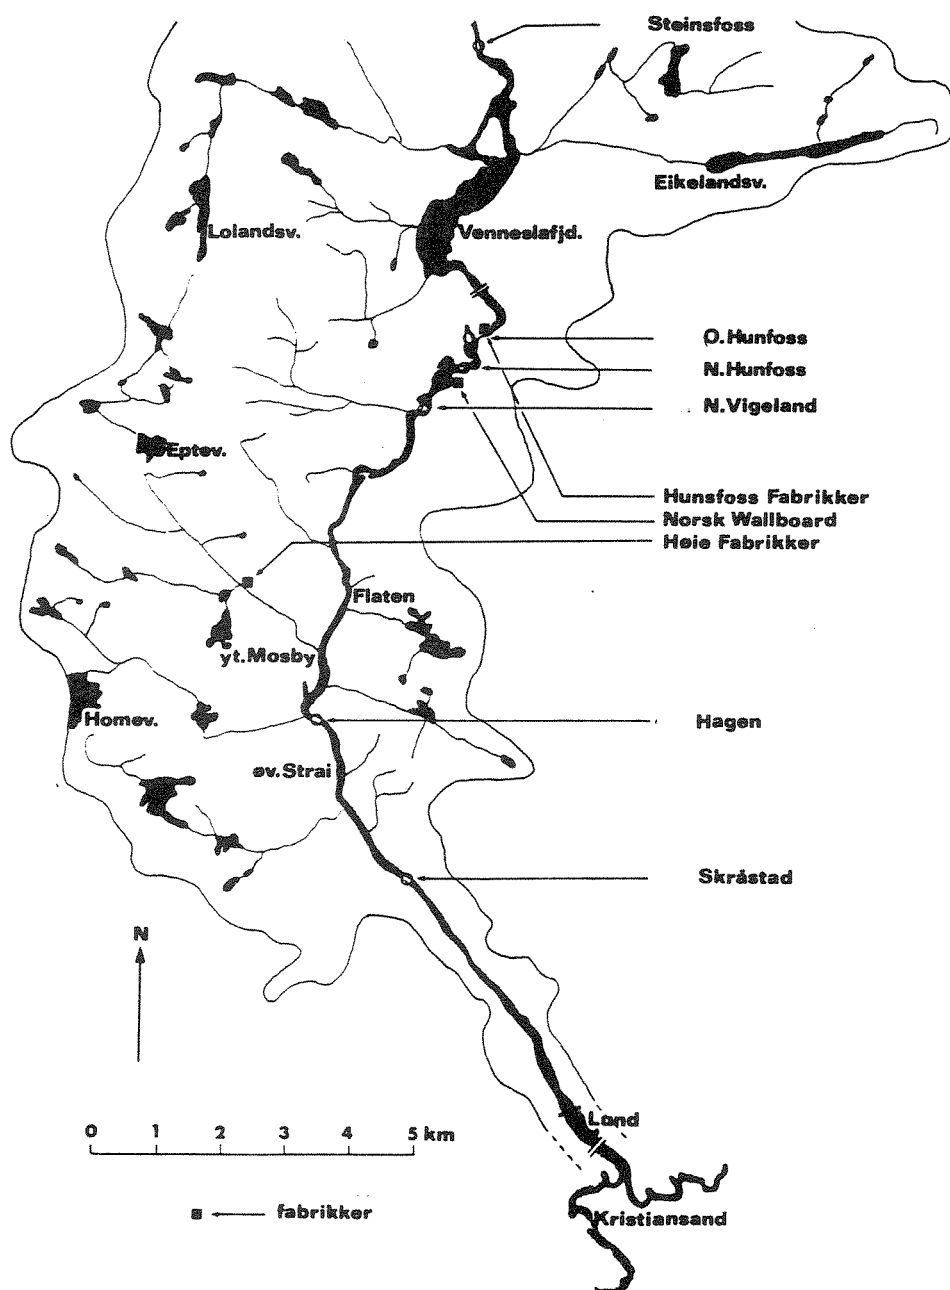 Steinsfoss
Eikelandsv.
Lolandsv.
Venneslafjd.
O.Hunfoss
N.Hunfoss
N.Vigeland
Eptev.
Hunsfoss Fabrikker
Norsk Wallboard
Høie Fabrikker
Flaten
yt.Mosby
Homev.
Hagen
øv.Strai
Skråstad
N
Lund
0 1 2 3 4 5 km
fabrikker
Kristiansand